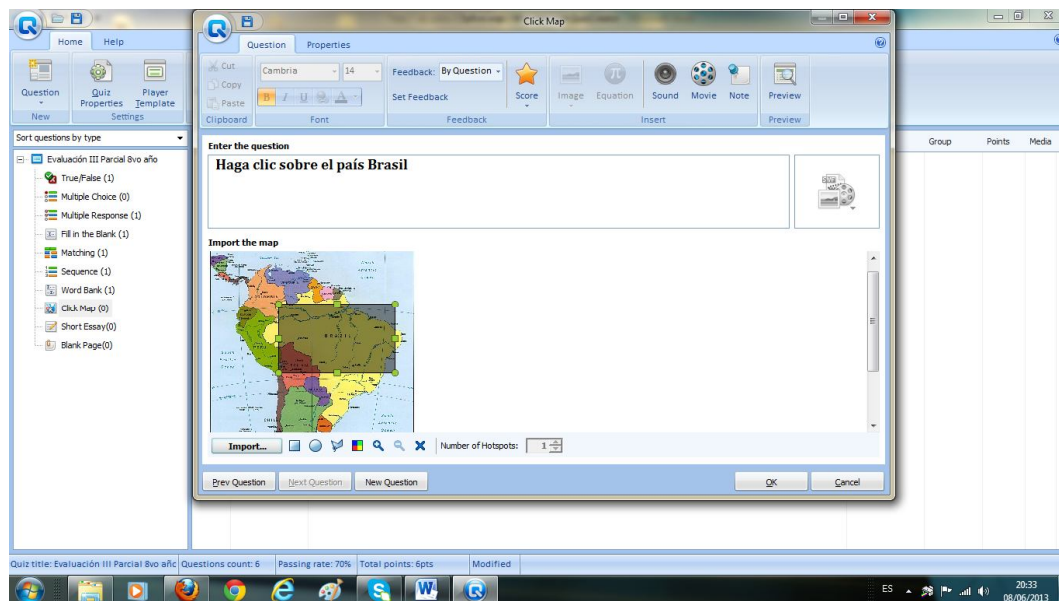 Click Map
Home Help
Question Properties
Question
Quiz Properties
Player Template
New
Settings
Cut
Copy
Paste
Clipboard
Cambria 14
B I U A
Font
Feedback: By Question
Set Feedback
Feedback
Score
Image
Equation
Sound
Movie
Note
Insert
Preview
Preview
Sort questions by type
Evaluación III Parcial 8vo año
True/False (1)
Multiple Choice (0)
Multiple Response (1)
Fill in the Blank (1)
Matching (1)
Sequence (1)
Word Bank (1)
Click Map (0)
Short Essay(0)
Blank Page(0)
Enter the question
Haga clic sobre el país Brasil
Import the map
BRAZIL
Import...
Number of Hotspots: 1
Prev Question
Next Question
New Question
OK
Cancel
Group Points Media
Quiz title: Evaluación III Parcial 8vo año Questions count: 6 Passing rate: 70% Total points: 6pts Modified
ES
20:33
08/06/2013